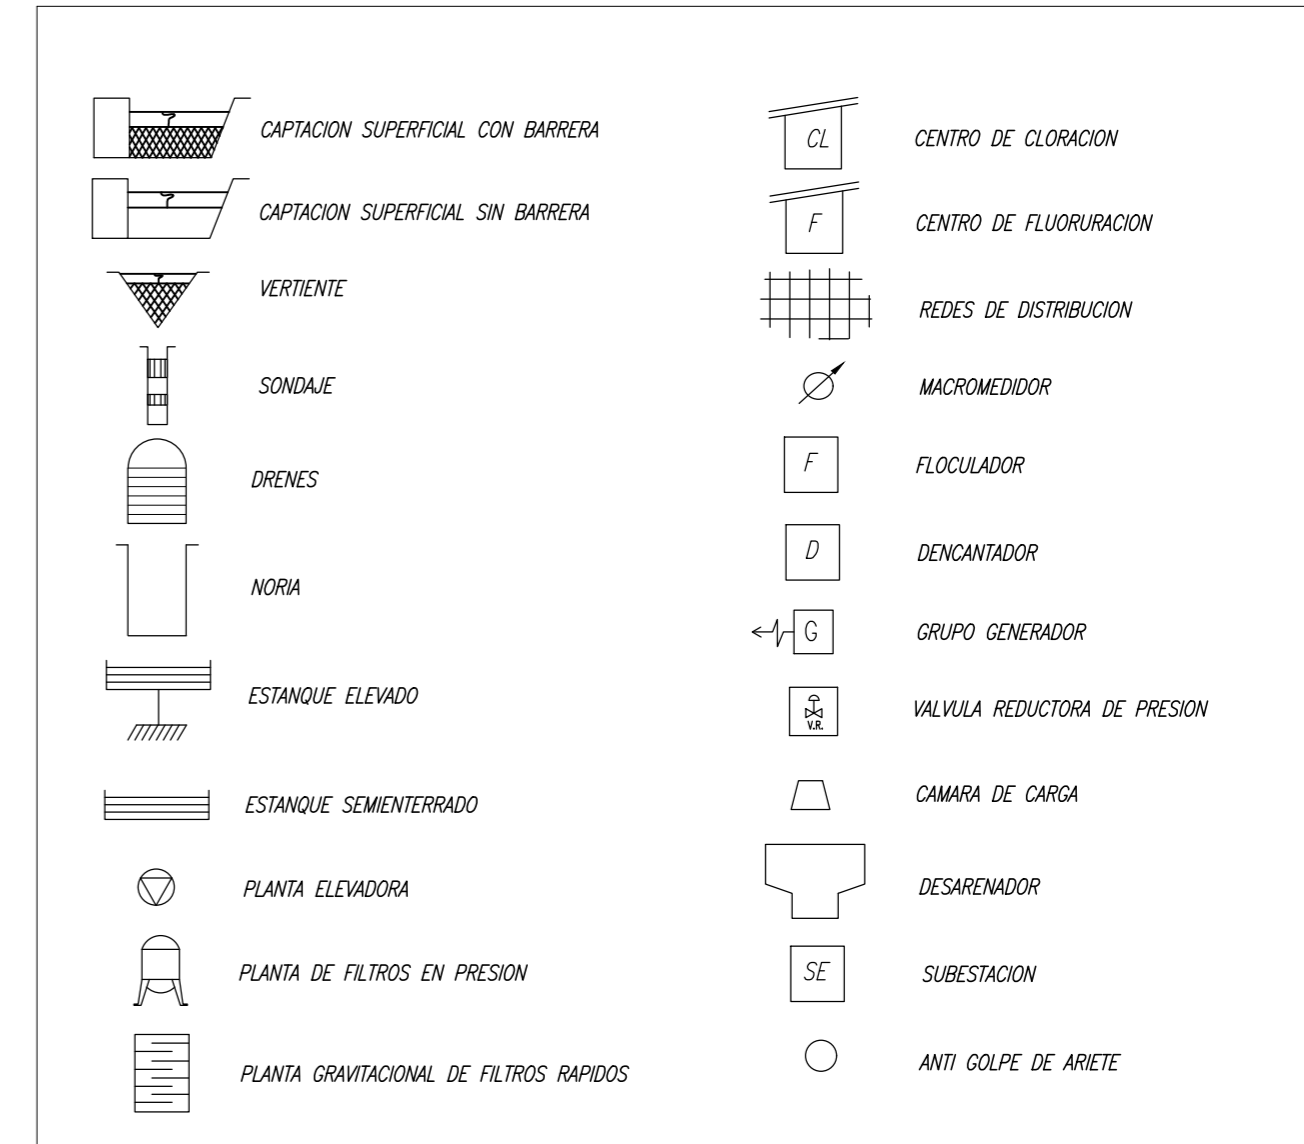 CAPTACION SUPERFICIAL CON BARRERA
CAPTACION SUPERFICIAL SIN BARRERA
VERTIENTE
SONDAJE
DRENES
NORIA
ESTANQUE ELEVADO
ESTANQUE SEMIENTERRADO
PLANTA ELEVADORA
PLANTA DE FILTROS EN PRESION
PLANTA GRAVITACIONAL DE FILTROS RAPIDOS
CL CENTRO DE CLORACION
F CENTRO DE FLUORURACION
REDES DE DISTRIBUCION
MACROMEDIDOR
F FLOCULADOR
D DENCANTADOR
G GRUPO GENERADOR
V.R. VALVULA REDUCTORA DE PRESION
CAMARA DE CARGA
DESARENADOR
SE SUBESTACION
ANTI GOLPE DE ARIETE